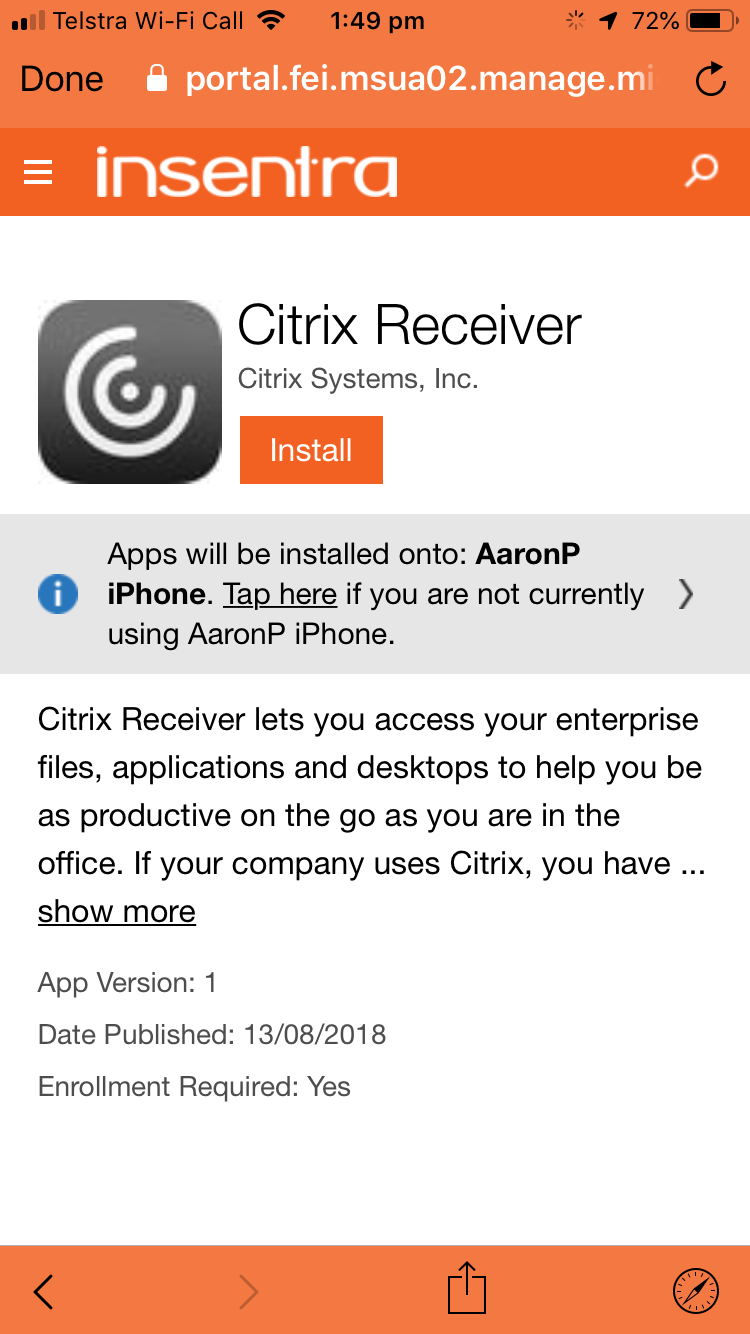 Telstra Wi-Fi Call 1:49 pm 72%
Done portal.fei.msua02.manage.mi
insentra
Citrix Receiver
Citrix Systems, Inc.
Install
Apps will be installed onto: AaronP
iPhone. Tap here if you are not currently
using AaronP iPhone.
Citrix Receiver lets you access your enterprise
files, applications and desktops to help you be
as productive on the go as you are in the
office. If your company uses Citrix, you have ...
show more
App Version: 1
Date Published: 13/08/2018
Enrollment Required: Yes